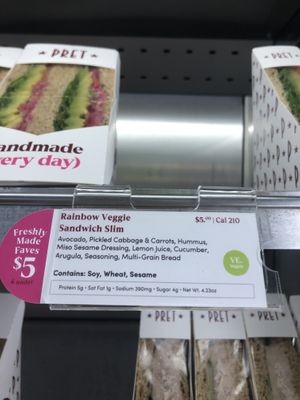 ★ PRET ★
andmade
very day)
Rainbow Veggie
Sandwich Slim
$5.00 | Cal 210
Avocado, Pickled Cabbage & Carrots, Hummus,
Miso Sesame Dressing, Lemon Juice, Cucumber,
Arugula, Seasoning, Multi-Grain Bread
Contains: Soy, Wheat, Sesame
Protein 5g • Sat Fat 1g • Sodium 390mg • Sugar 4g • Net Wt. 4.23oz
VE.
Vegan
Freshly
Made
Faves
$5
& under
★ PRET ★
★ PRET ★
★ PRET ★